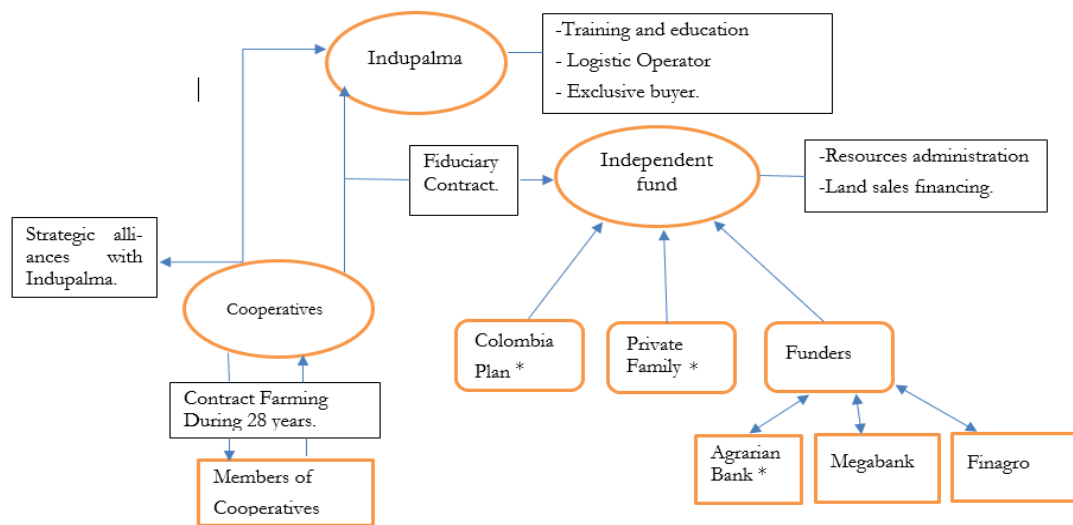 Indupalma
-Training and education
- Logistic Operator
- Exclusive buyer.
Fiduciary
Contract.
Independent
fund
-Resources administration
-Land sales financing.
Strategic alli-
ances with
Indupalma.
Cooperatives
Colombia
Plan *
Private
Family *
Funders
Contract Farming
During 28 years.
Agrarian
Bank *
Megabank
Finagro
Members of
Cooperatives